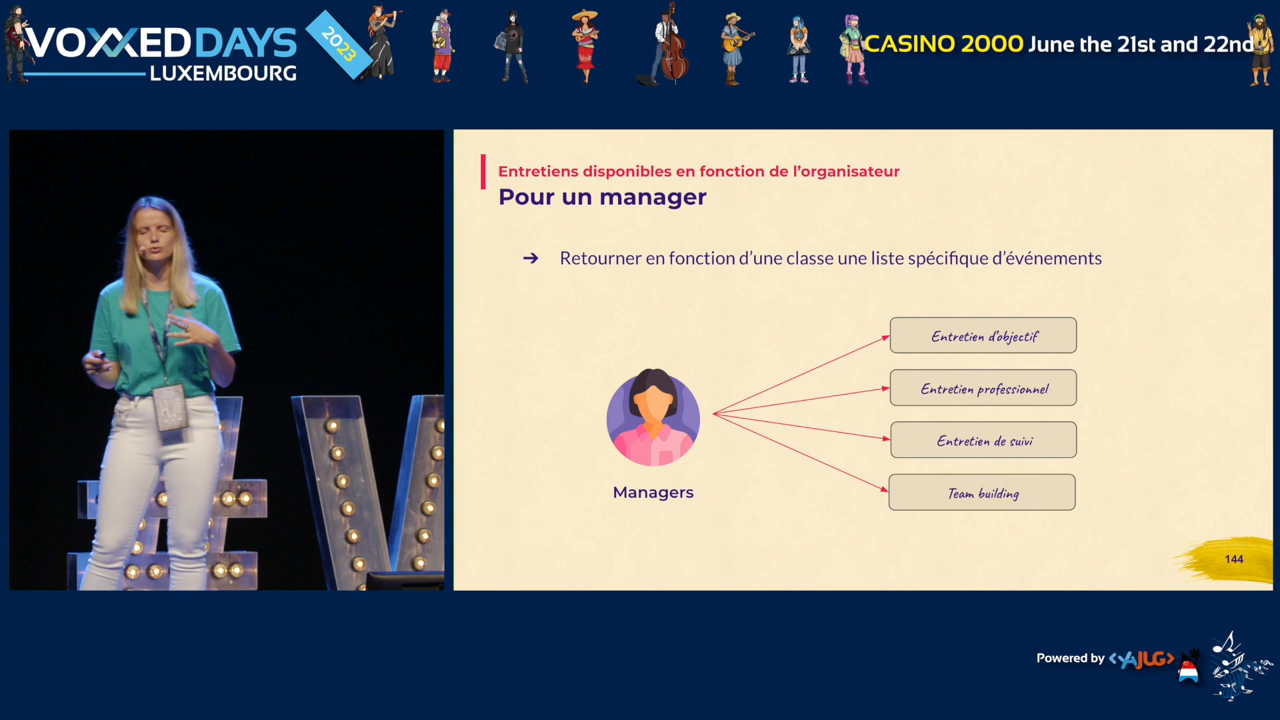 VOXXED DAYS
LUXEMBOURG
2023
CASINO 2000 June the 21st and 22nd
Entretiens disponibles en fonction de l'organisateur
Pour un manager
➔ Retourner en fonction d'une classe une liste spécifique d'événements
Entretien d'objectif
Entretien professionnel
Entretien de suivi
Team building
Managers
144
Powered by <YAJUG>